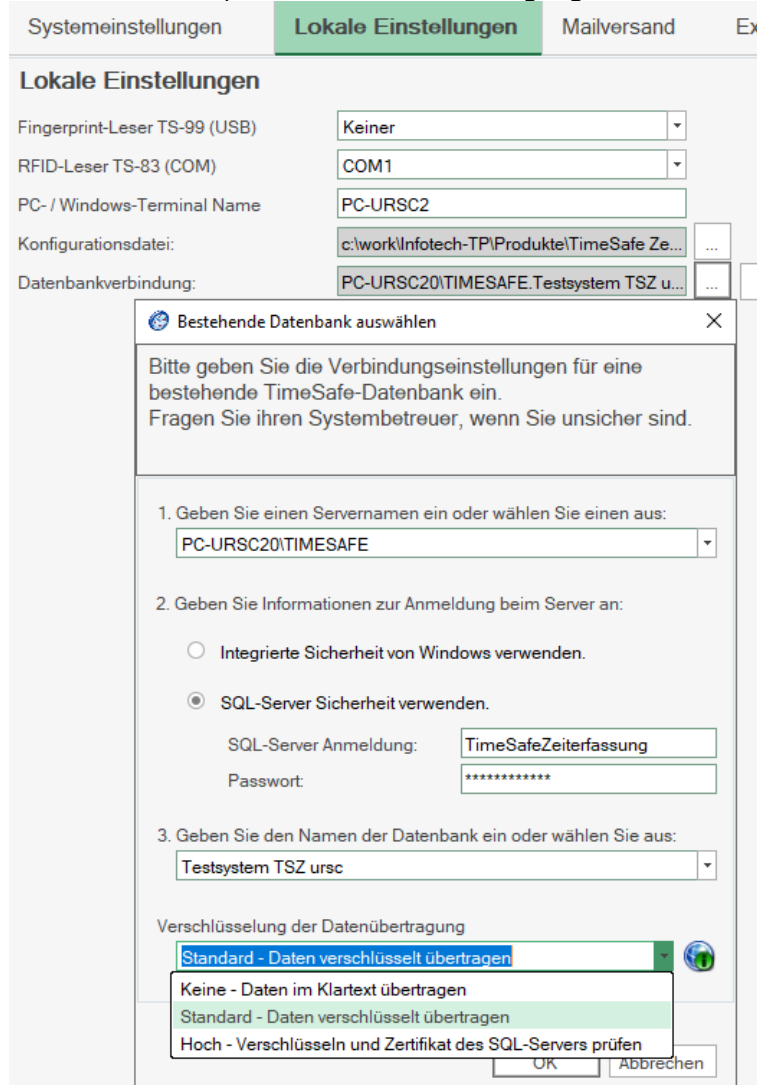 Systemeinstellungen Lokale Einstellungen Mailversand Ex
Lokale Einstellungen
Fingerprint-Leser TS-99 (USB) Keiner
RFID-Leser TS-83 (COM) COM1
PC- / Windows-Terminal Name PC-URSC2
Konfigurationsdatei: c:\work\Infotech-TP\Produkte\TimeSafe Ze... ...
Datenbankverbindung: PC-URSC20\TIMESAFE.Testsystem TSZ u... ...
Bestehende Datenbank auswählen
Bitte geben Sie die Verbindungseinstellungen für eine
bestehende TimeSafe-Datenbank ein.
Fragen Sie ihren Systembetreuer, wenn Sie unsicher sind.
1. Geben Sie einen Servernamen ein oder wählen Sie einen aus:
PC-URSC20\TIMESAFE
2. Geben Sie Informationen zur Anmeldung beim Server an:
Integrierte Sicherheit von Windows verwenden.
SQL-Server Sicherheit verwenden.
SQL-Server Anmeldung: TimeSafeZeiterfassung
Passwort: ************
3. Geben Sie den Namen der Datenbank ein oder wählen Sie aus:
Testsystem TSZ ursc
Verschlüsselung der Datenübertragung
Standard - Daten verschlüsselt übertragen
Keine - Daten im Klartext übertragen
Standard - Daten verschlüsselt übertragen
Hoch - Verschlüsseln und Zertifikat des SQL-Servers prüfen
OK Abbrechen